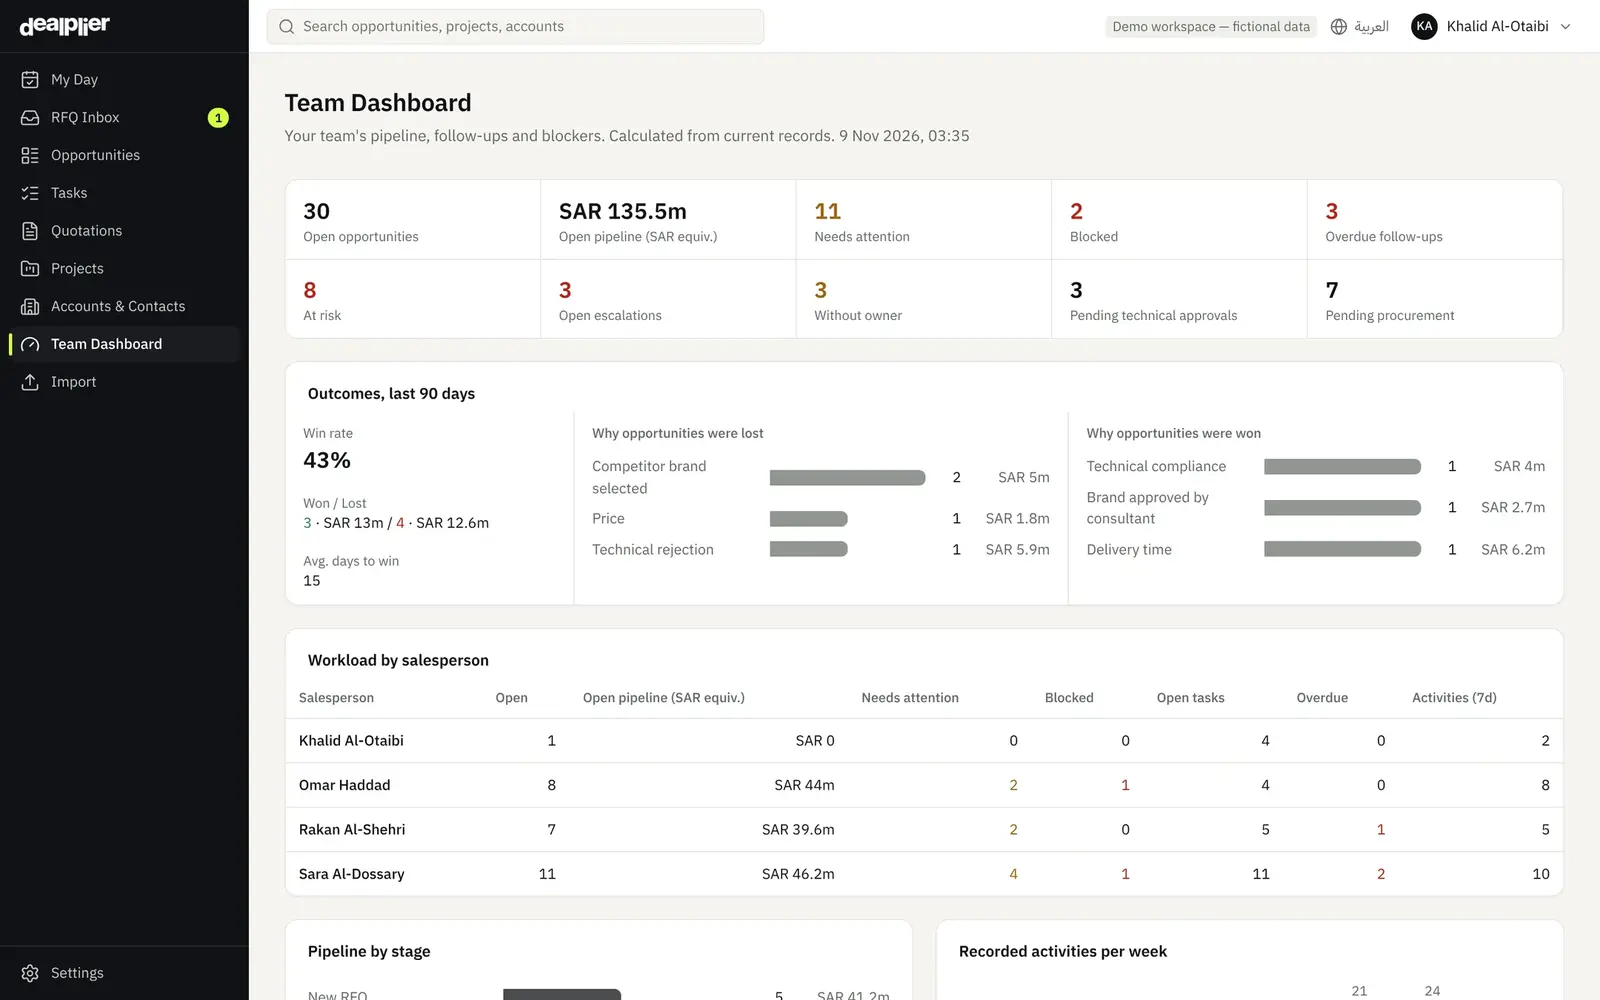 dealplier
Search opportunities, projects, accounts
Demo workspace — fictional data
العربية
KA
Khalid Al-Otaibi
My Day
RFQ Inbox
1
Opportunities
Tasks
Quotations
Projects
Accounts & Contacts
Team Dashboard
Import
Settings
Team Dashboard
Your team's pipeline, follow-ups and blockers. Calculated from current records. 9 Nov 2026, 03:35
30
Open opportunities
SAR 135.5m
Open pipeline (SAR equiv.)
11
Needs attention
2
Blocked
3
Overdue follow-ups
8
At risk
3
Open escalations
3
Without owner
3
Pending technical approvals
7
Pending procurement
Outcomes, last 90 days
Win rate
43%
Won / Lost
3 · SAR 13m / 4 · SAR 12.6m
Avg. days to win
15
Why opportunities were lost
Competitor brand
selected
2 SAR 5m
Price 1 SAR 1.8m
Technical rejection 1 SAR 5.9m
Why opportunities were won
Technical compliance 1 SAR 4m
Brand approved by
consultant
1 SAR 2.7m
Delivery time 1 SAR 6.2m
Workload by salesperson
Salesperson Open Open pipeline (SAR equiv.) Needs attention Blocked Open tasks Overdue Activities (7d)
Khalid Al-Otaibi 1 SAR 0 0 0 4 0 2
Omar Haddad 8 SAR 44m 2 1 4 0 8
Rakan Al-Shehri 7 SAR 39.6m 2 0 5 1 5
Sara Al-Dossary 11 SAR 46.2m 4 1 11 2 10
Pipeline by stage
New RFQ 5 SAR 41.2m
Recorded activities per week
21 24